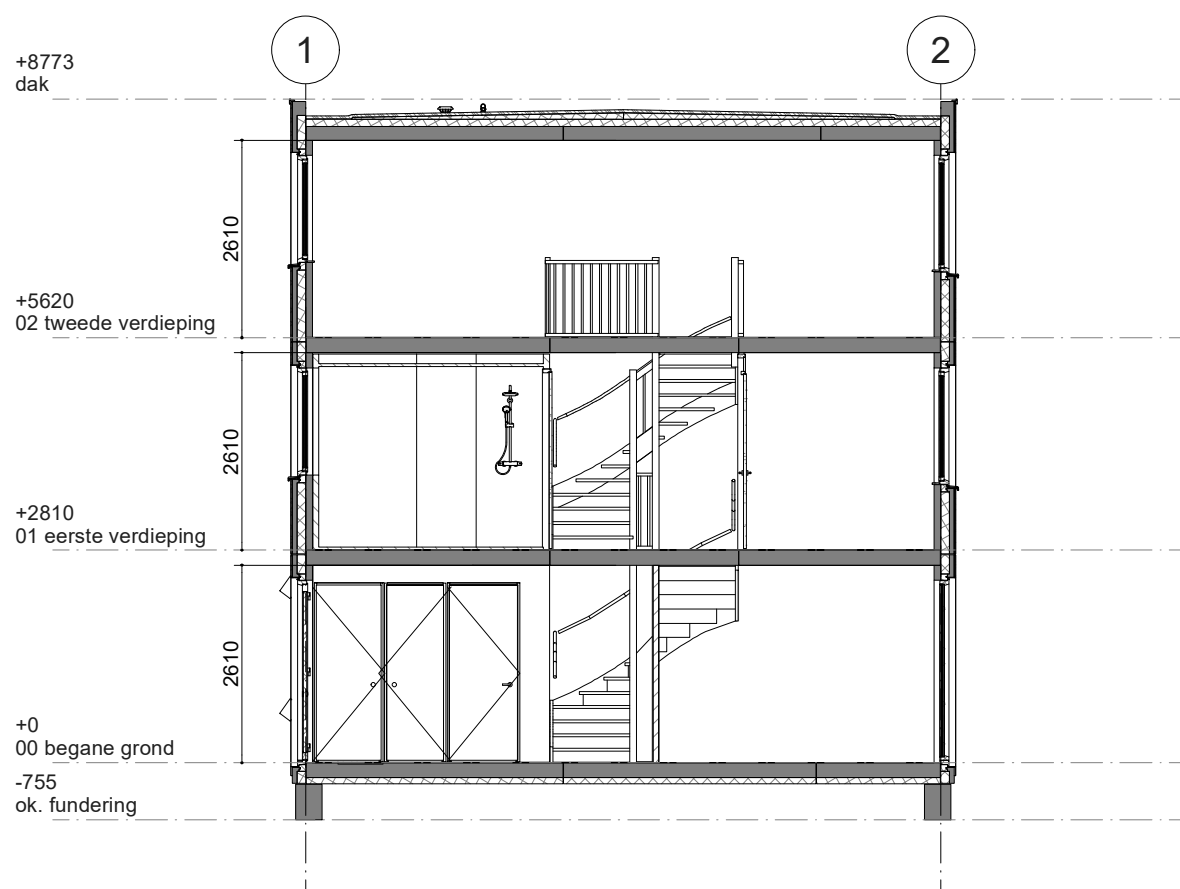 1
2
+8773
dak
2610
+5620
02 tweede verdieping
2610
+2810
01 eerste verdieping
2610
+0
00 begane grond
-755
ok. fundering